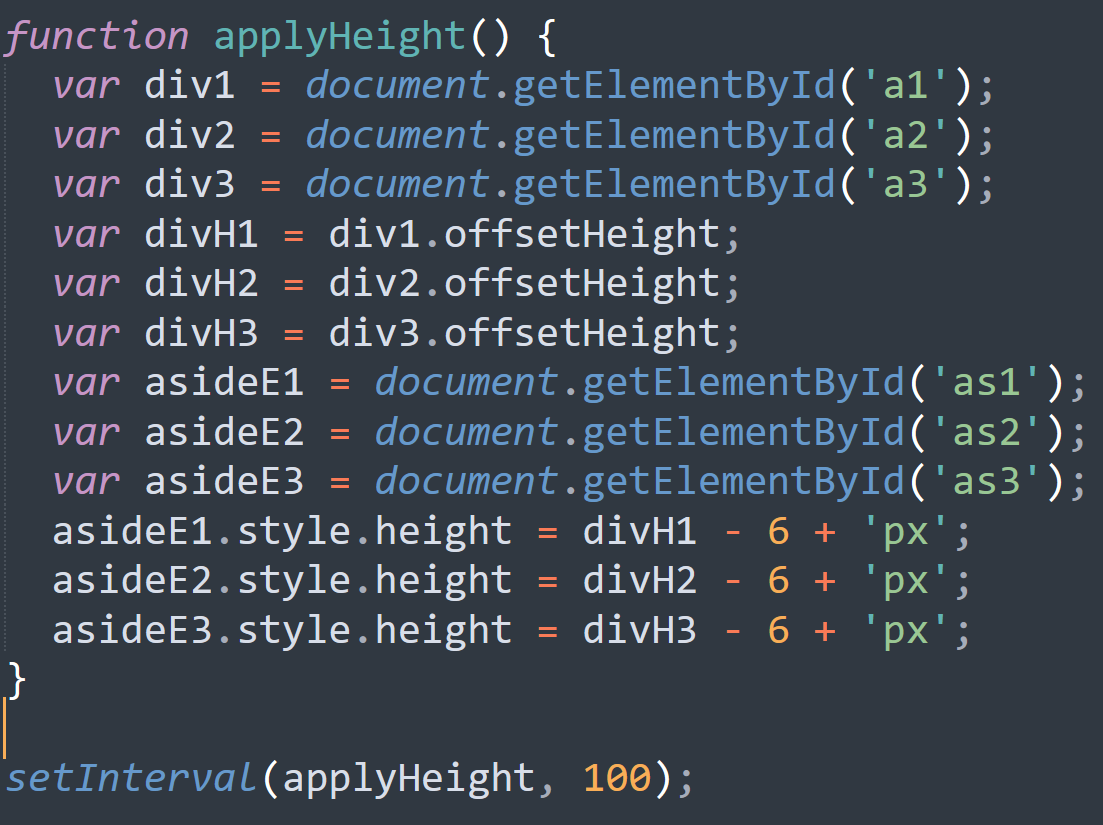 function applyHeight() {
  var div1 = document.getElementById('a1');
  var div2 = document.getElementById('a2');
  var div3 = document.getElementById('a3');
  var divH1 = div1.offsetHeight;
  var divH2 = div2.offsetHeight;
  var divH3 = div3.offsetHeight;
  var asideE1 = document.getElementById('as1');
  var asideE2 = document.getElementById('as2');
  var asideE3 = document.getElementById('as3');
  asideE1.style.height = divH1 - 6 + 'px';
  asideE2.style.height = divH2 - 6 + 'px';
  asideE3.style.height = divH3 - 6 + 'px';
}
setInterval(applyHeight, 100);